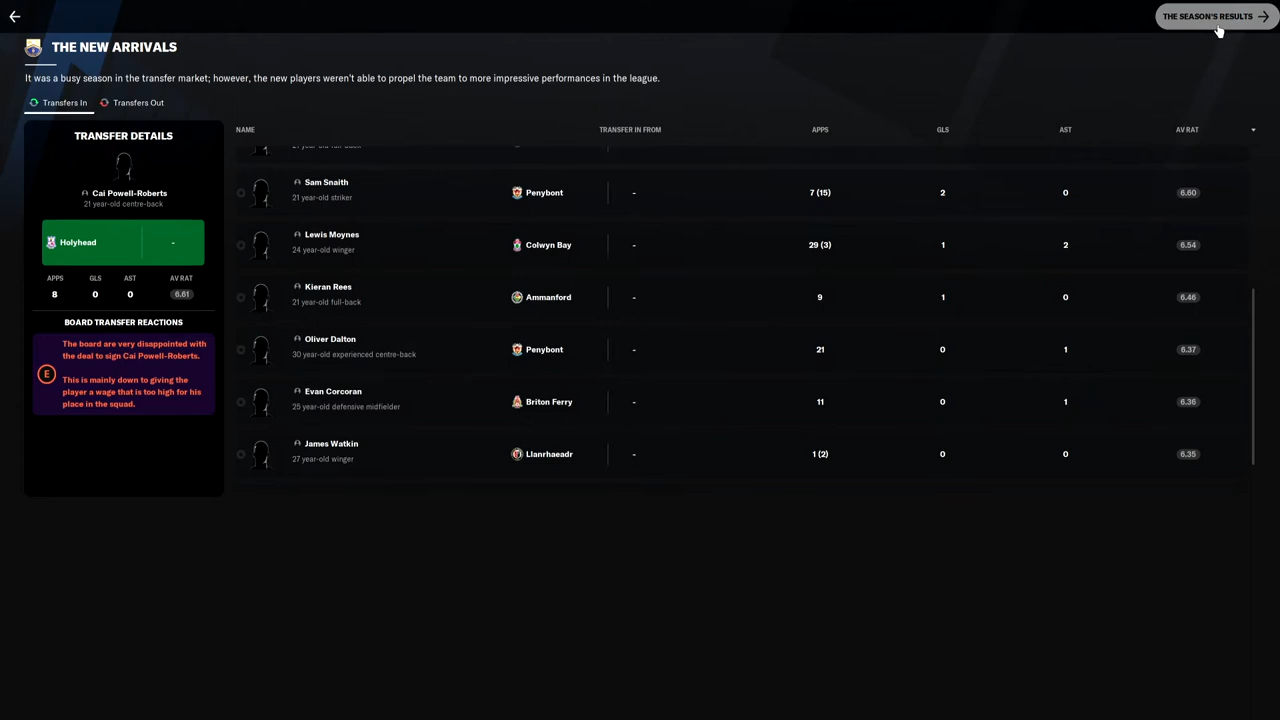 THE SEASON'S RESULTS
THE NEW ARRIVALS
It was a busy season in the transfer market; however, the new players weren't able to propel the team to more impressive performances in the league.
Transfers In Transfers Out
TRANSFER DETAILS
Cai Powell-Roberts
21 year-old centre-back
Holyhead -
APPS GLS AST AV RAT
8 0 0 6.61
BOARD TRANSFER REACTIONS
E
The board are very disappointed with
the deal to sign Cai Powell-Roberts.
This is mainly down to giving the
player a wage that is too high for his
place in the squad.
NAME TRANSFER IN FROM APPS GLS AST AV RAT
Sam Snaith
21 year-old striker
Penybont - 7 (15) 2 0 6.60
Lewis Moynes
24 year-old winger
Colwyn Bay - 29 (3) 1 2 6.54
Kieran Rees
21 year-old full-back
Ammanford - 9 1 0 6.46
Oliver Dalton
30 year-old experienced centre-back
Penybont - 21 0 1 6.37
Evan Corcoran
25 year-old defensive midfielder
Briton Ferry - 11 0 1 6.36
James Watkin
27 year-old winger
Llanrhaeadr - 1 (2) 0 0 6.35